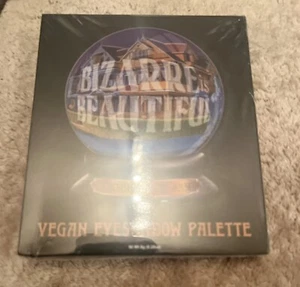 BIZARRE IS
BEAUTIFUL
VEGAN EYESHADOW PALETTE